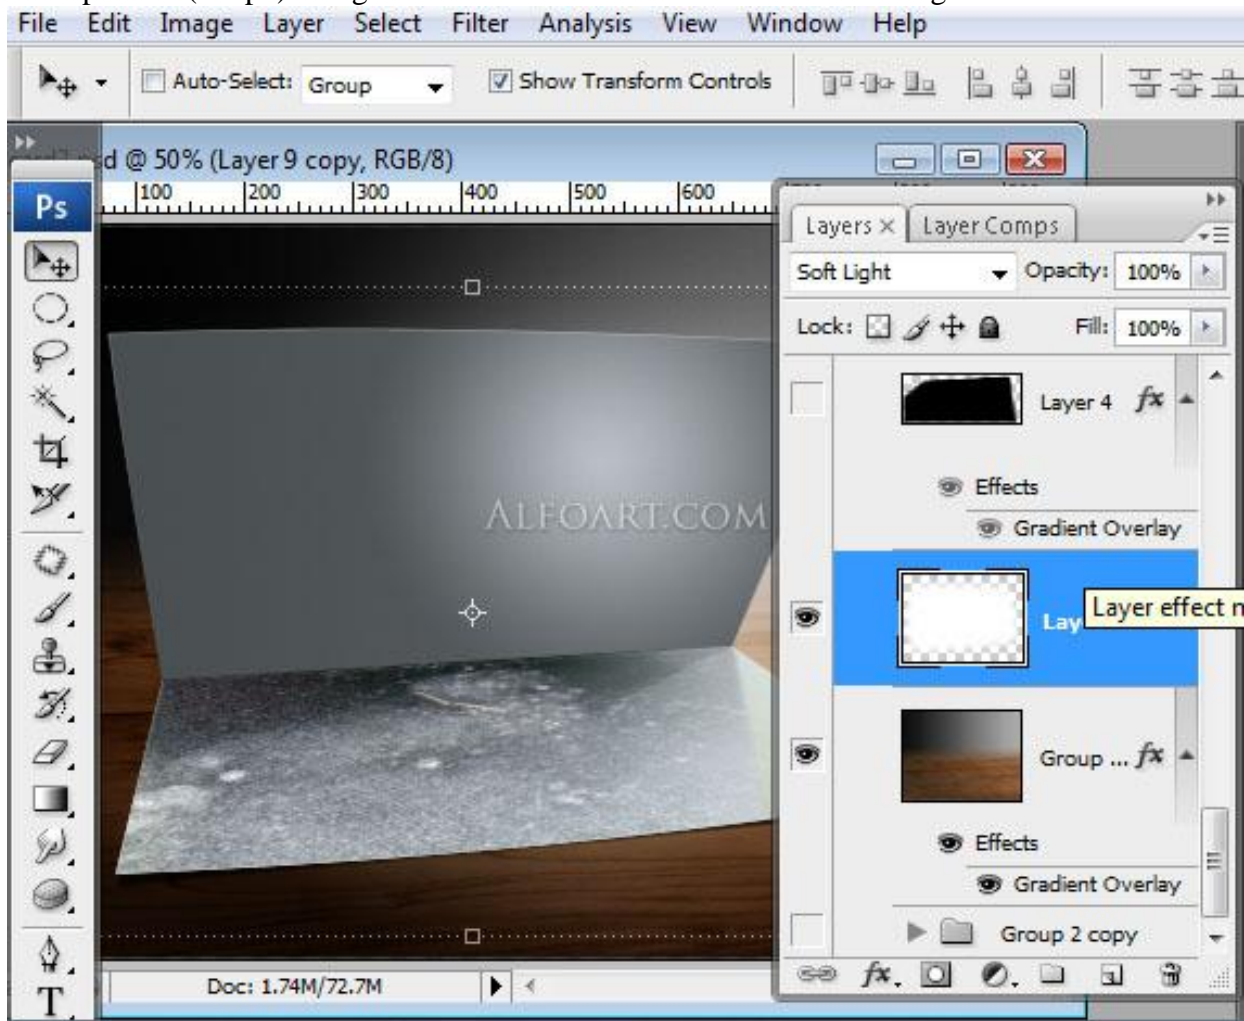 File Edit Image Layer Select Filter Analysis View Window Help
Auto-Select: Group Show Transform Controls
d @ 50% (Layer 9 copy, RGB/8)
Ps
100 200 300 400 500 600
Layers × Layer Comps
Soft Light Opacity: 100%
Lock: Fill: 100%
Layer 4 fx
Effects
Gradient Overlay
ALFOART.COM
Lay Layer effect
Group ... fx
Effects
Gradient Overlay
Group 2 copy
Doc: 1.74M/72.7M
fx.
T